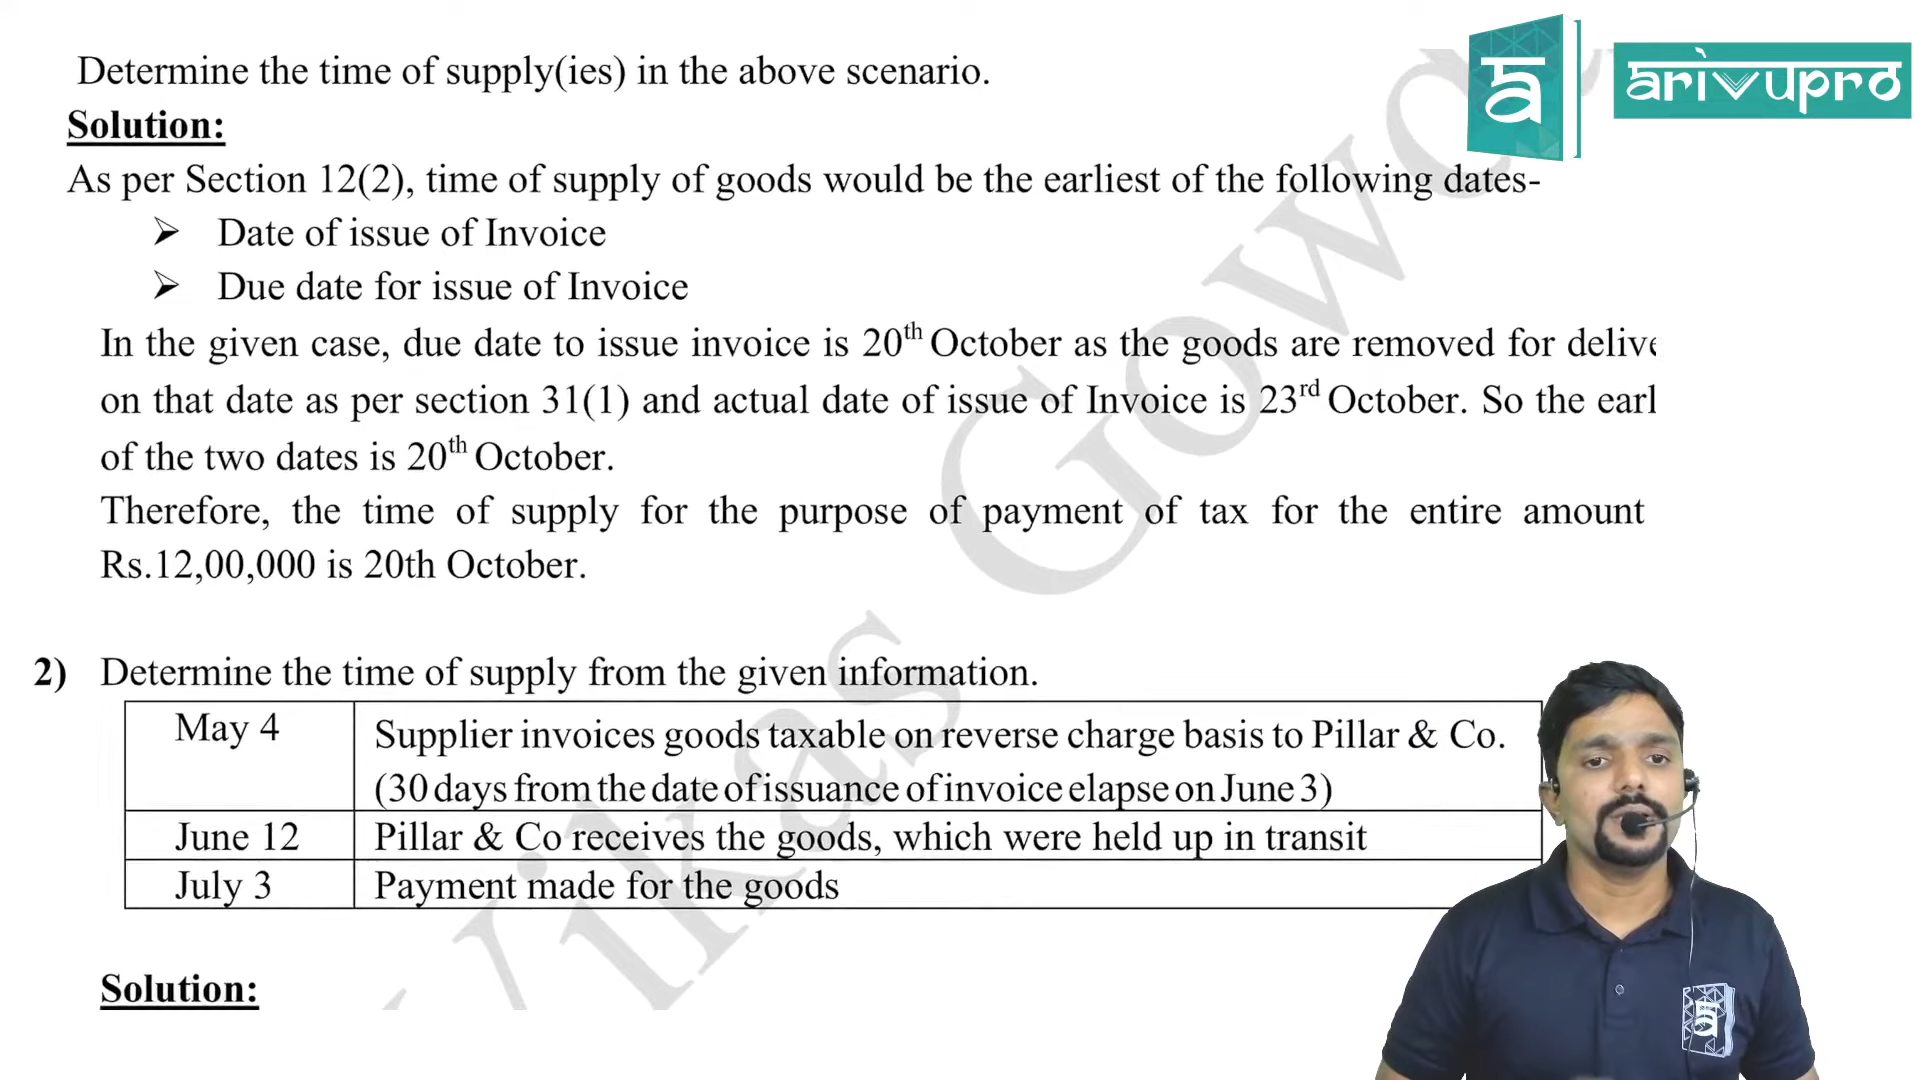 Determine the time of supply(ies) in the above scenario.
arivupro
Solution:
As per Section 12(2), time of supply of goods would be the earliest of the following dates-
➢ Date of issue of Invoice
➢ Due date for issue of Invoice
In the given case, due date to issue invoice is 20th October as the goods are removed for delive
on that date as per section 31(1) and actual date of issue of Invoice is 23rd October. So the earl
of the two dates is 20th October.
Therefore, the time of supply for the purpose of payment of tax for the entire amount
Rs.12,00,000 is 20th October.
2) Determine the time of supply from the given information.
May 4 Supplier invoices goods taxable on reverse charge basis to Pillar & Co.
(30 days from the date of issuance of invoice elapse on June 3)
June 12 Pillar & Co receives the goods, which were held up in transit
July 3 Payment made for the goods
Solution:
Vikas Gowd